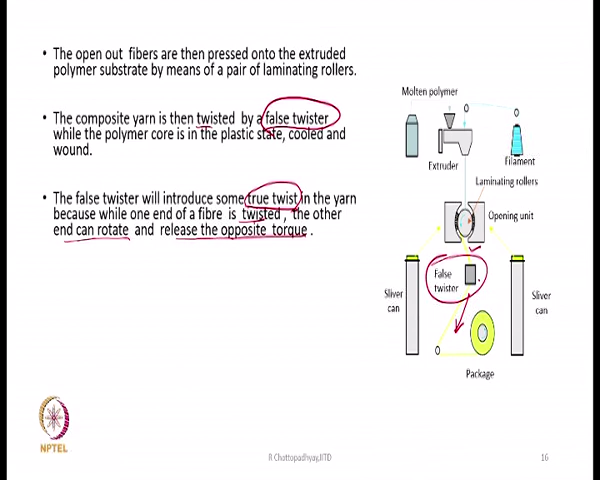 • The open out fibers are then pressed onto the extruded
polymer substrate by means of a pair of laminating rollers.
• The composite yarn is then twisted by a false twister
while the polymer core is in the plastic state, cooled and
wound.
• The false twister will introduce some true twist in the yarn
because while one end of a fibre is twisted, the other
end can rotate and release the opposite torque.
Molten polymer
Extruder
Filament
Laminating rollers
Opening unit
False
twister
Sliver
can
Sliver
can
Package
NPTEL
R Chattopadhyay,IITD
16